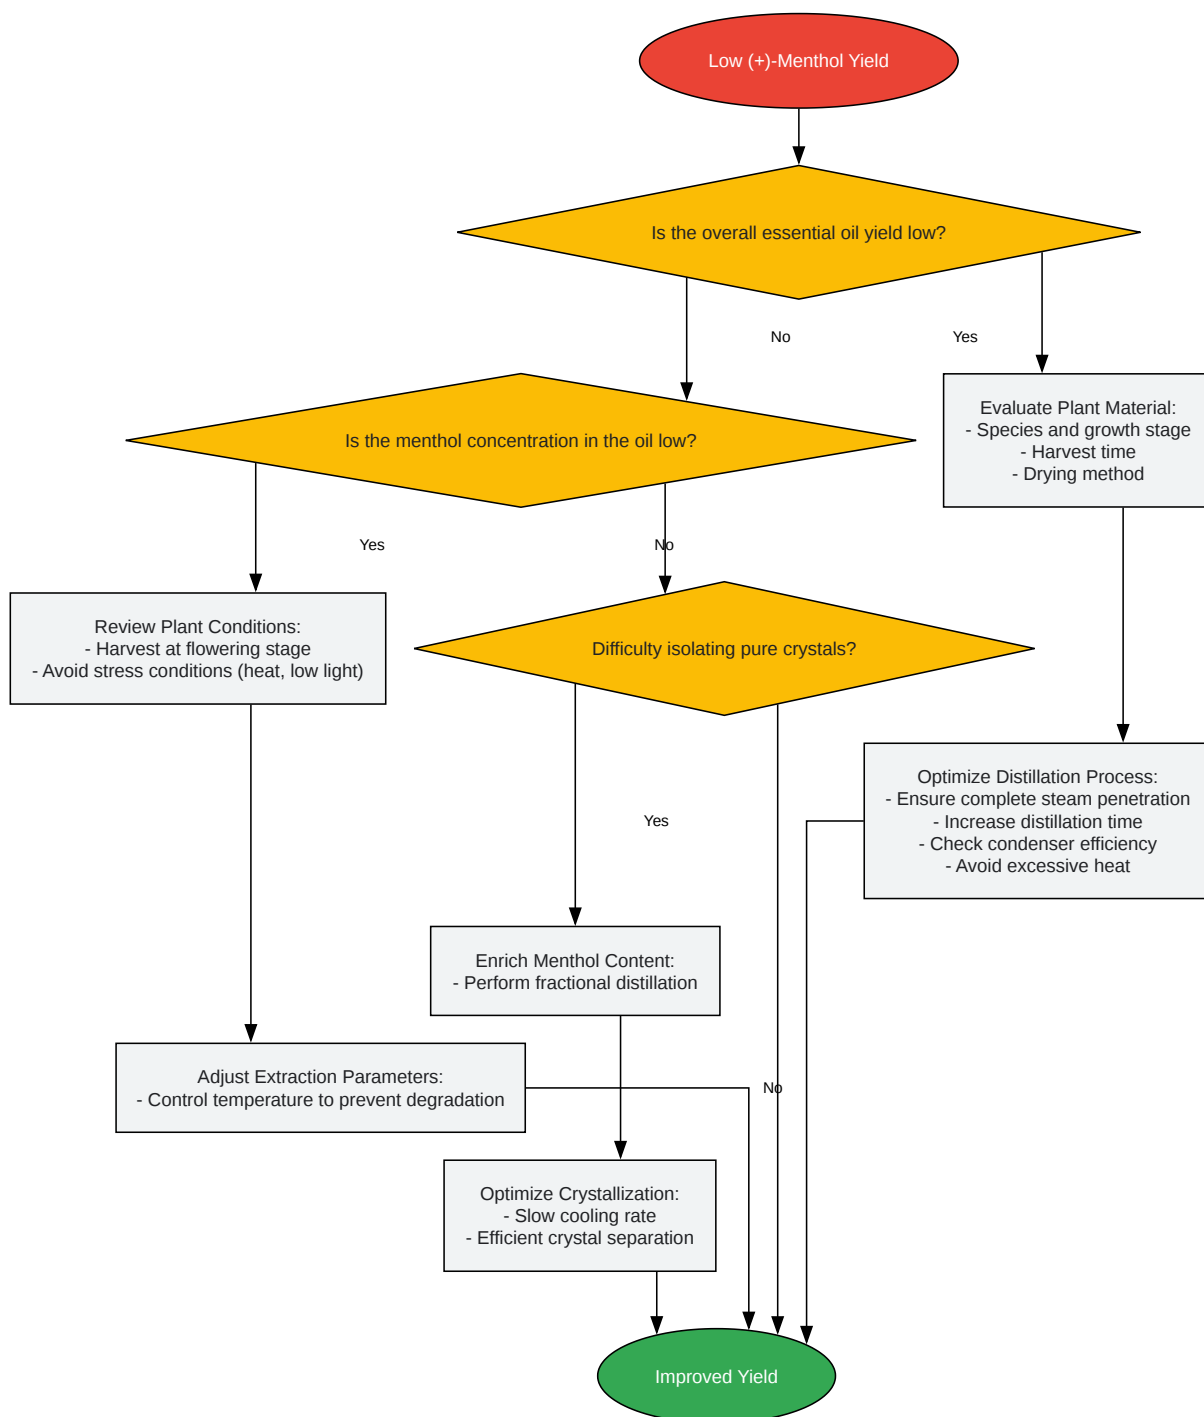 Low (+)-Menthol Yield
Is the overall essential oil yield low?
No
Yes
Evaluate Plant Material:
- Species and growth stage
- Harvest time
- Drying method
Is the menthol concentration in the oil low?
Yes
No
Review Plant Conditions:
- Harvest at flowering stage
- Avoid stress conditions (heat, low light)
Difficulty isolating pure crystals?
Optimize Distillation Process:
- Ensure complete steam penetration
- Increase distillation time
- Check condenser efficiency
- Avoid excessive heat
Yes
Enrich Menthol Content:
- Perform fractional distillation
Adjust Extraction Parameters:
- Control temperature to prevent degradation
No
Optimize Crystallization:
- Slow cooling rate
- Efficient crystal separation
Improved Yield